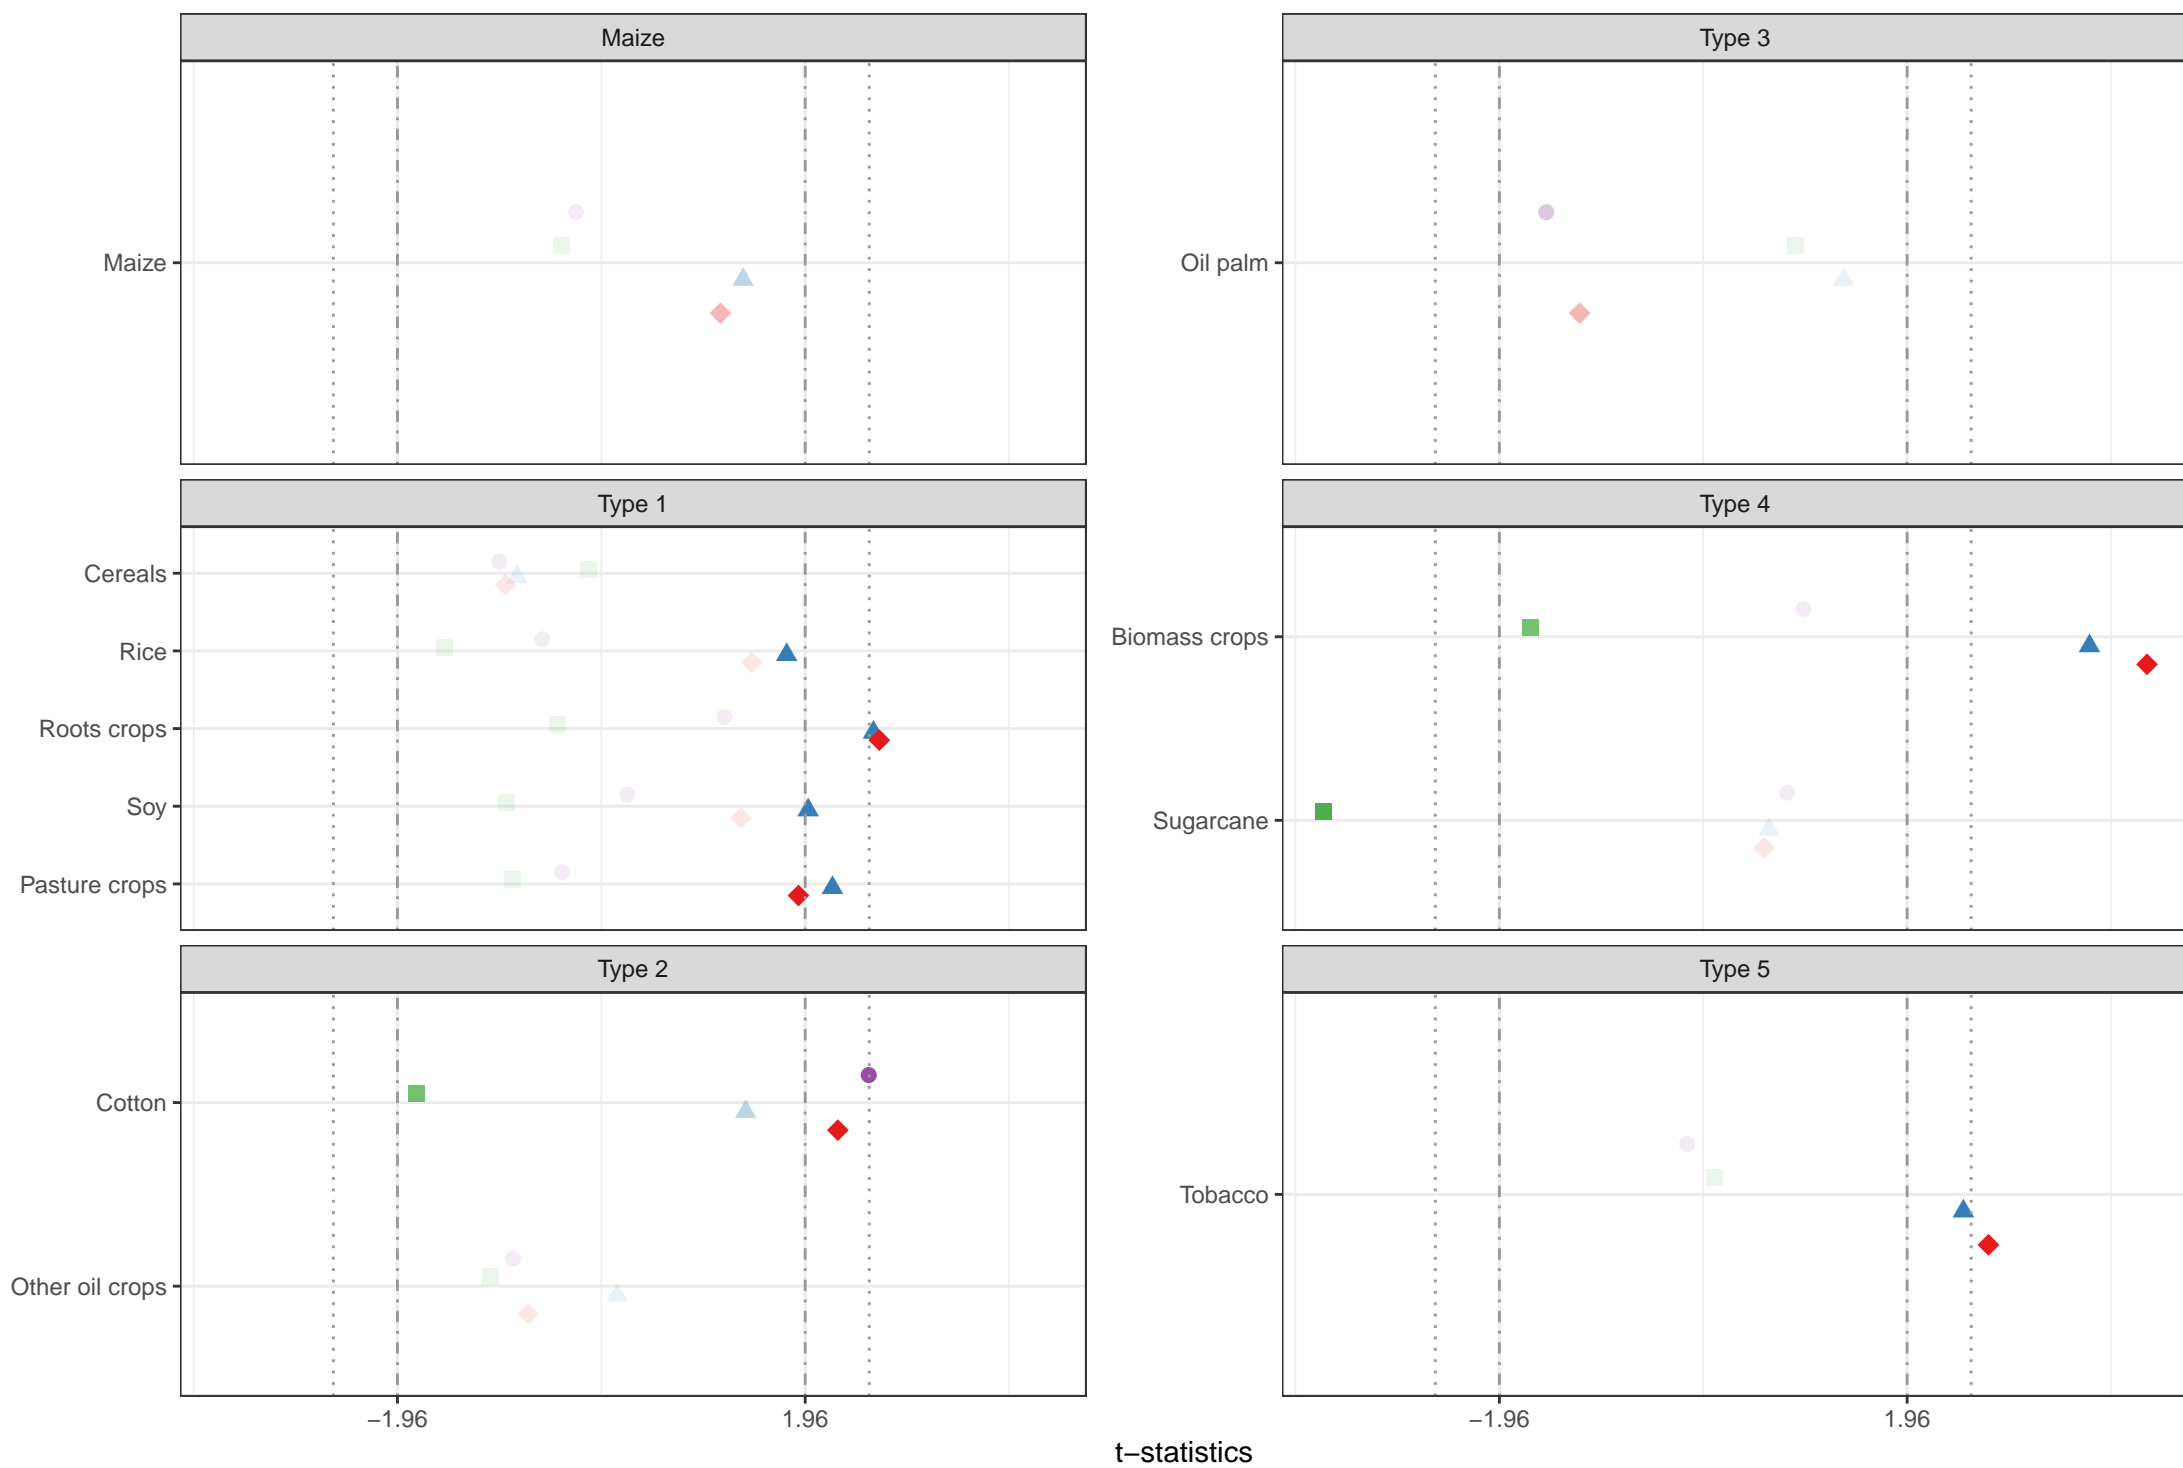 Maize
Maize
Type 3
Oil palm
Type 1
Cereals
Rice
Roots crops
Soy
Pasture crops
Type 4
Biomass crops
Sugarcane
Type 2
Cotton
Other oil crops
−1.96
1.96
Type 5
Tobacco
−1.96
1.96
t−statistics